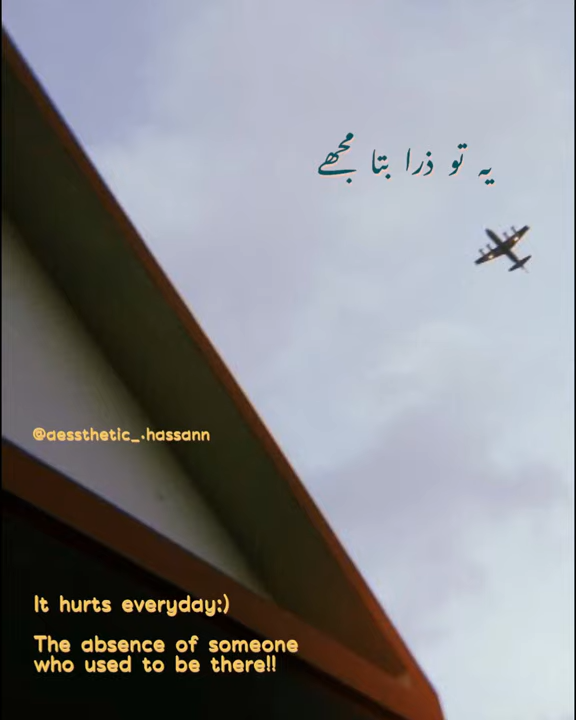 یہ تو ذرا بتا مجھے
@aessthetic_.hassann
It hurts everyday:)
The absence of someone
who used to be there!!